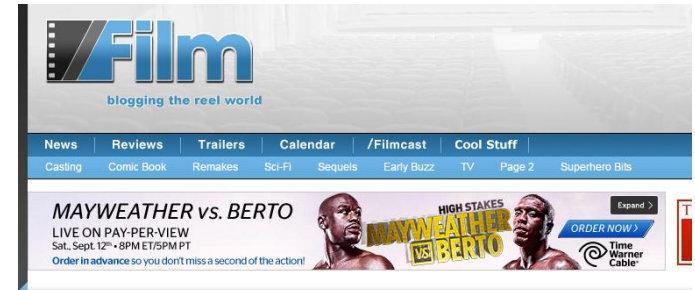 /Film
blogging the reel world
News Reviews Trailers Calendar /Filmcast Cool Stuff
Casting Comic Book Remakes Sci-Fi Sequels Early Buzz TV Page 2 Superhero Bits
MAYWEATHER vs. BERTO
LIVE ON PAY-PER-VIEW
Sat., Sept. 12th • 8PM ET/5PM PT
Order in advance so you don't miss a second of the action!
HIGH STAKES
MAYWEATHER
VS BERTO
Expand >
ORDER NOW >
Time
Warner
Cable
T